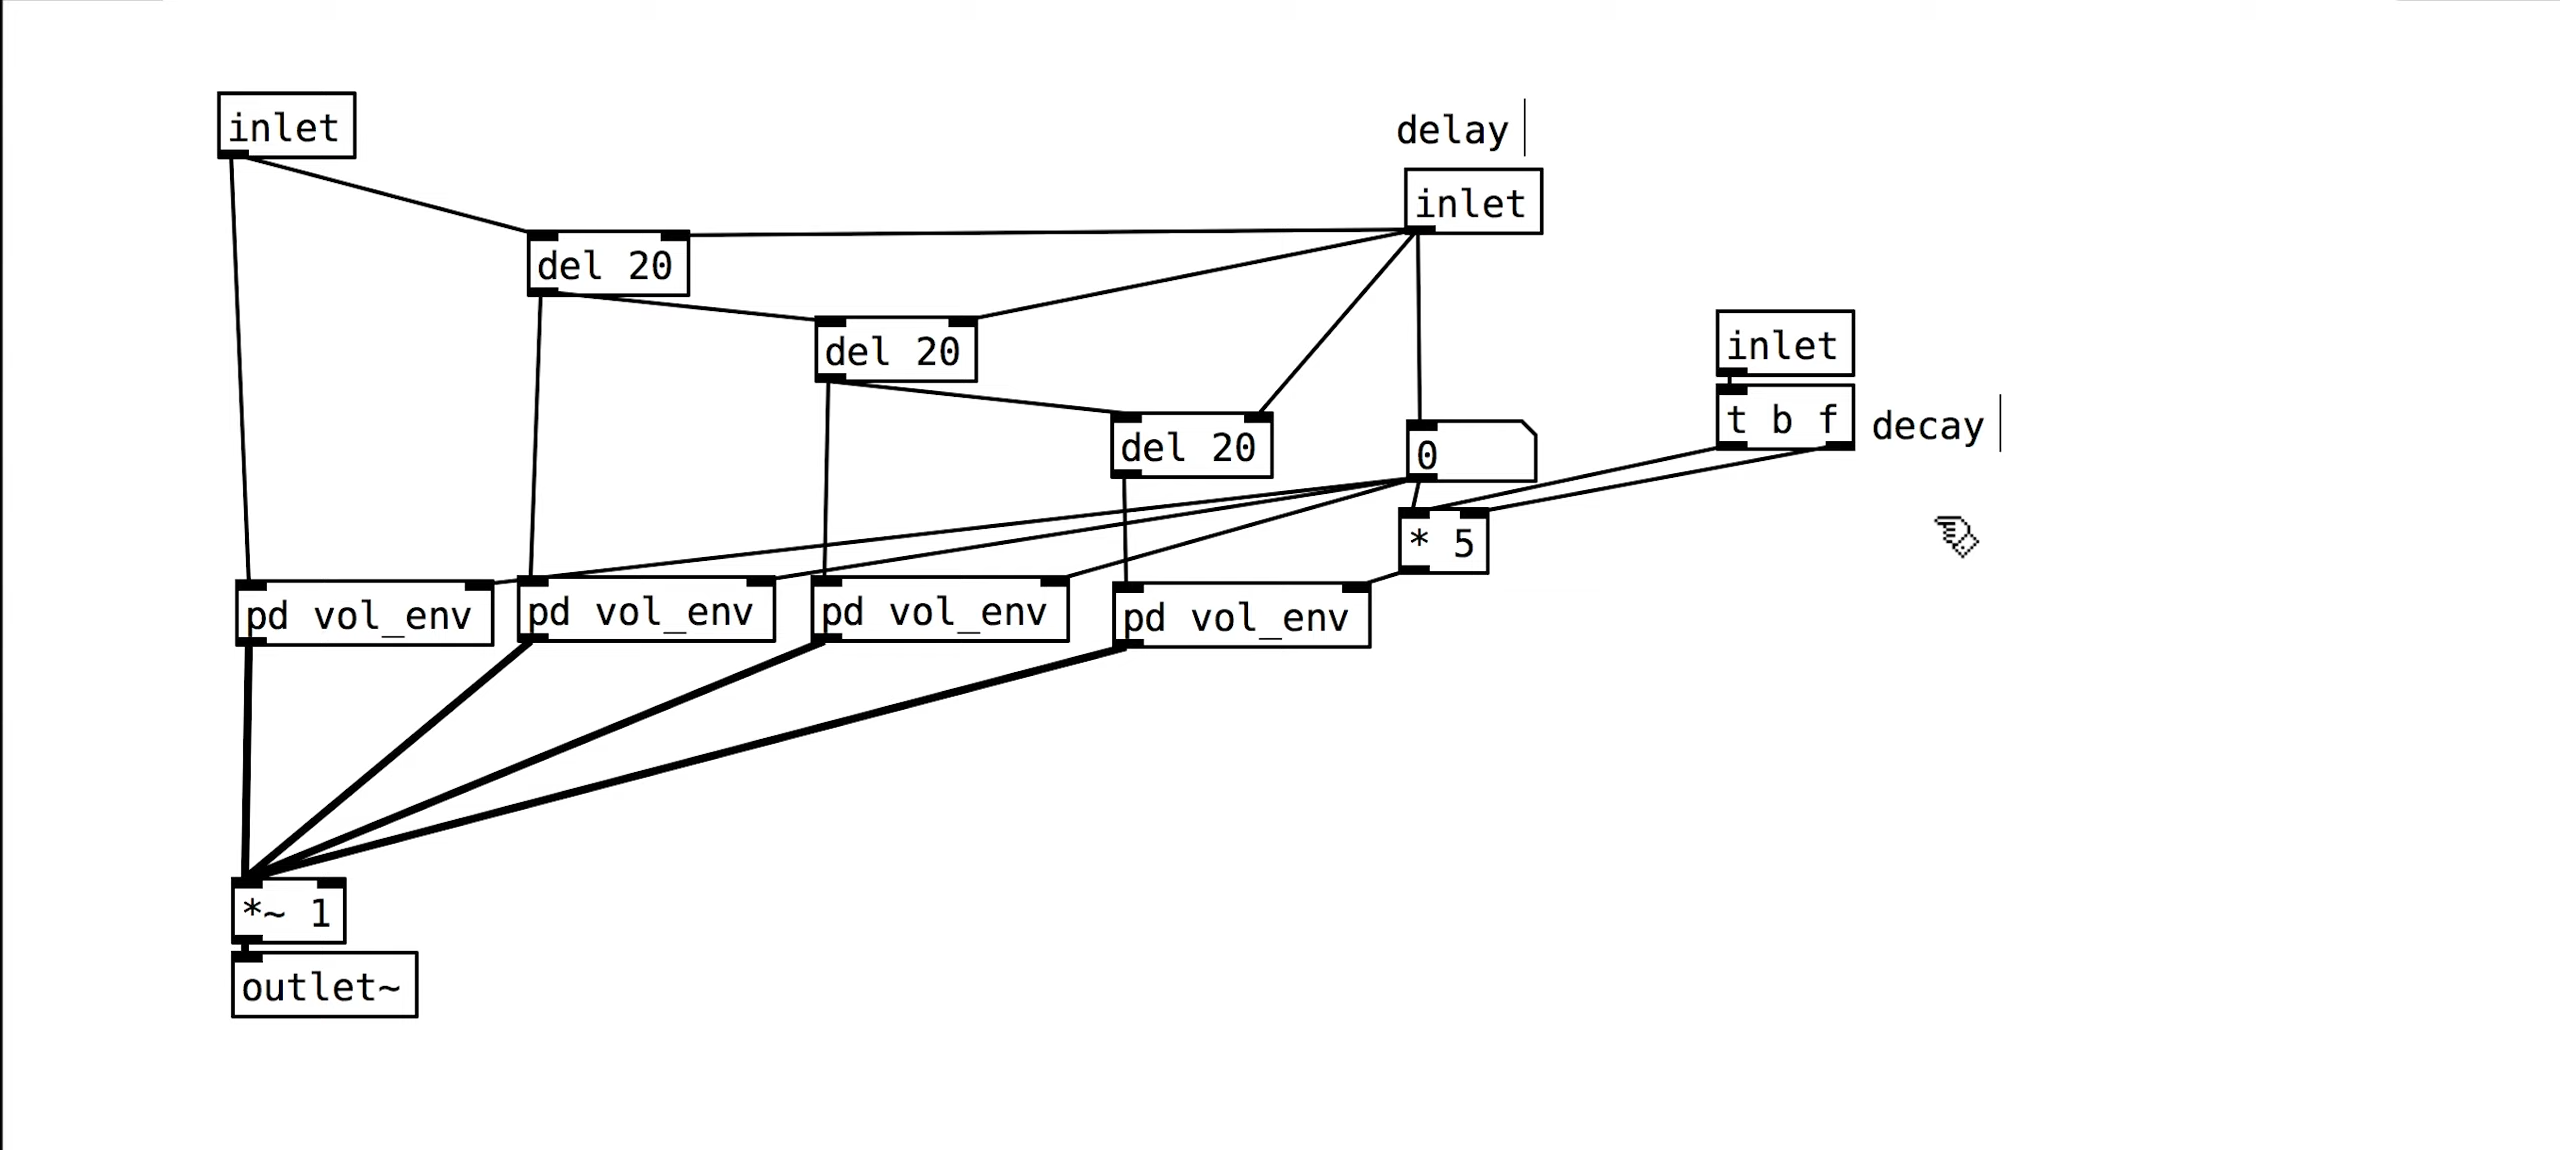 inlet
delay
inlet
del 20
inlet
del 20
t b f
decay
del 20
0
* 5
pd vol_env
pd vol_env
pd vol_env
pd vol_env
*~ 1
outlet~